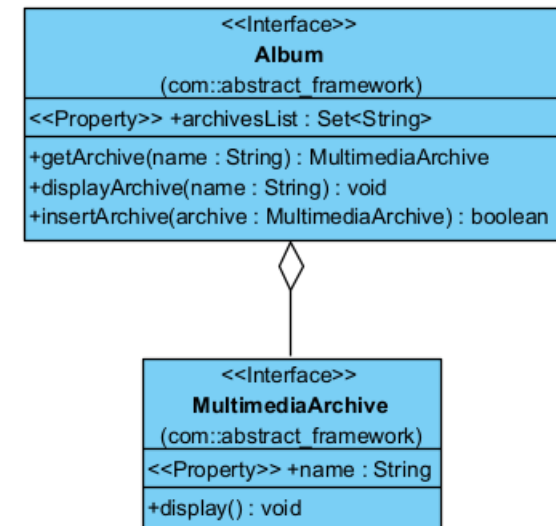 <<Interface>>
Album
(com::abstract_framework)
<<Property>> +archivesList : Set<String>
+getArchive(name : String) : MultimediaArchive
+displayArchive(name : String) : void
+insertArchive(archive : MultimediaArchive) : boolean
<<Interface>>
MultimediaArchive
(com::abstract_framework)
<<Property>> +name : String
+display() : void